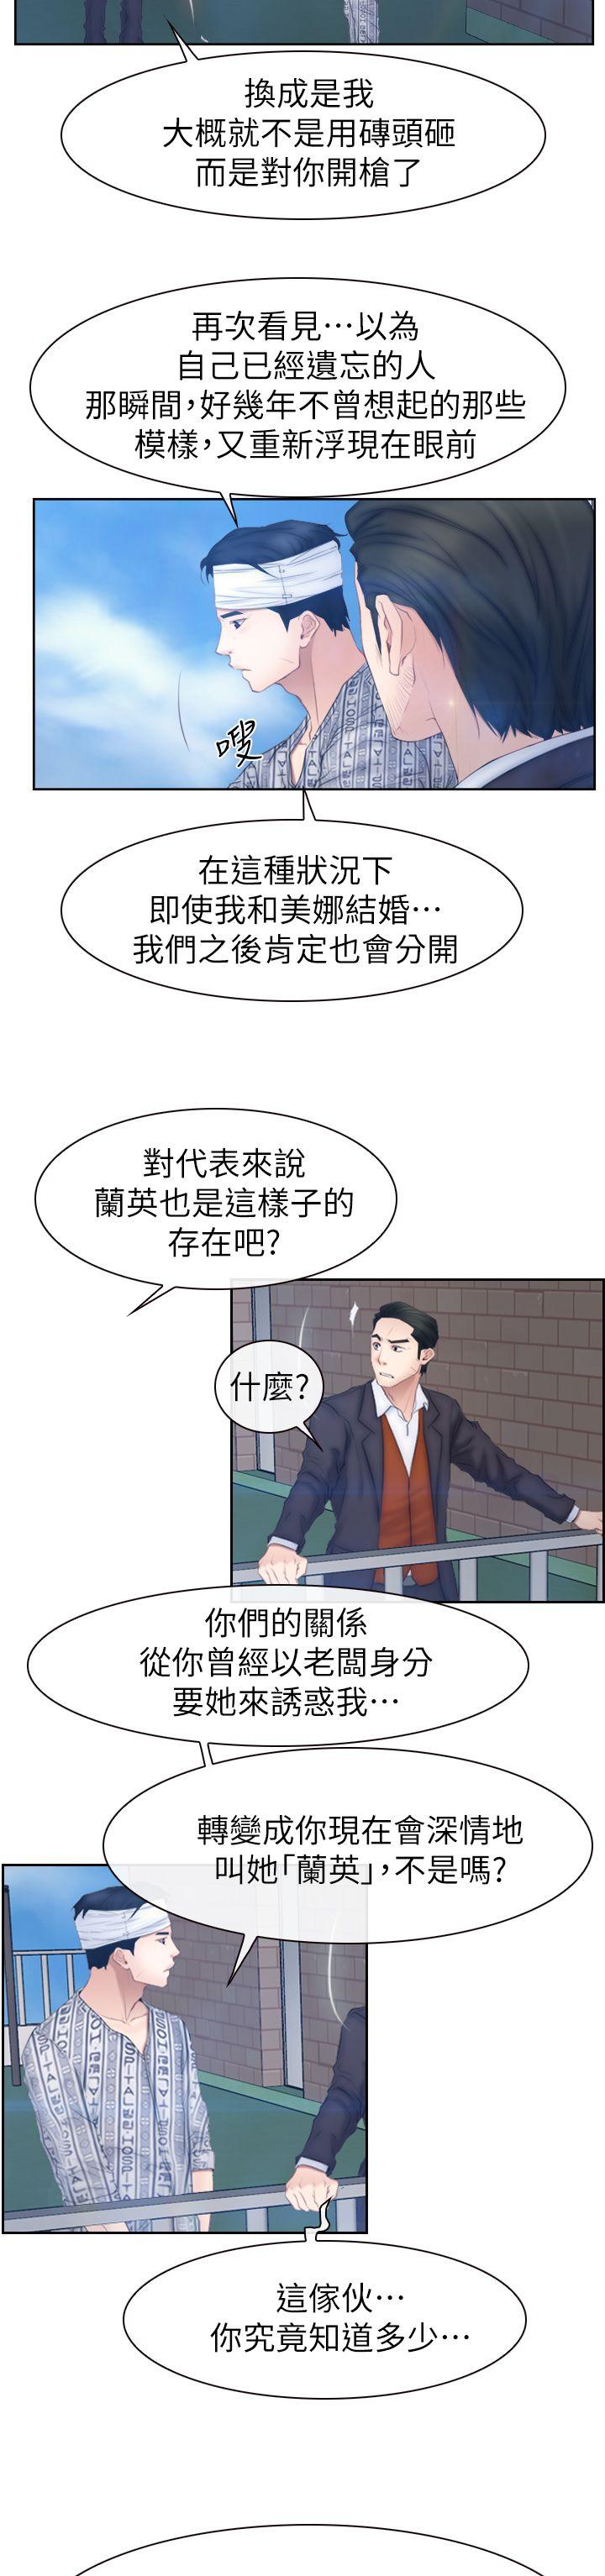 換成是我
大概就不是用磚頭砸
而是對你開槍了
再次看見⋯以為
自己已經遺忘的人
那瞬間，好幾年不曾想起的那些
模樣，又重新浮現在眼前
嗖
在這種狀況下
即使我和美娜結婚⋯
我們之後肯定也會分開
對代表來說
蘭英也是這樣子的
存在吧?
什麼?
你們的關係
從你曾經以老闆身分
要她來誘惑我⋯
轉變成你現在會深情地
叫她「蘭英」，不是嗎?
這傢伙⋯
你究竟知道多少⋯